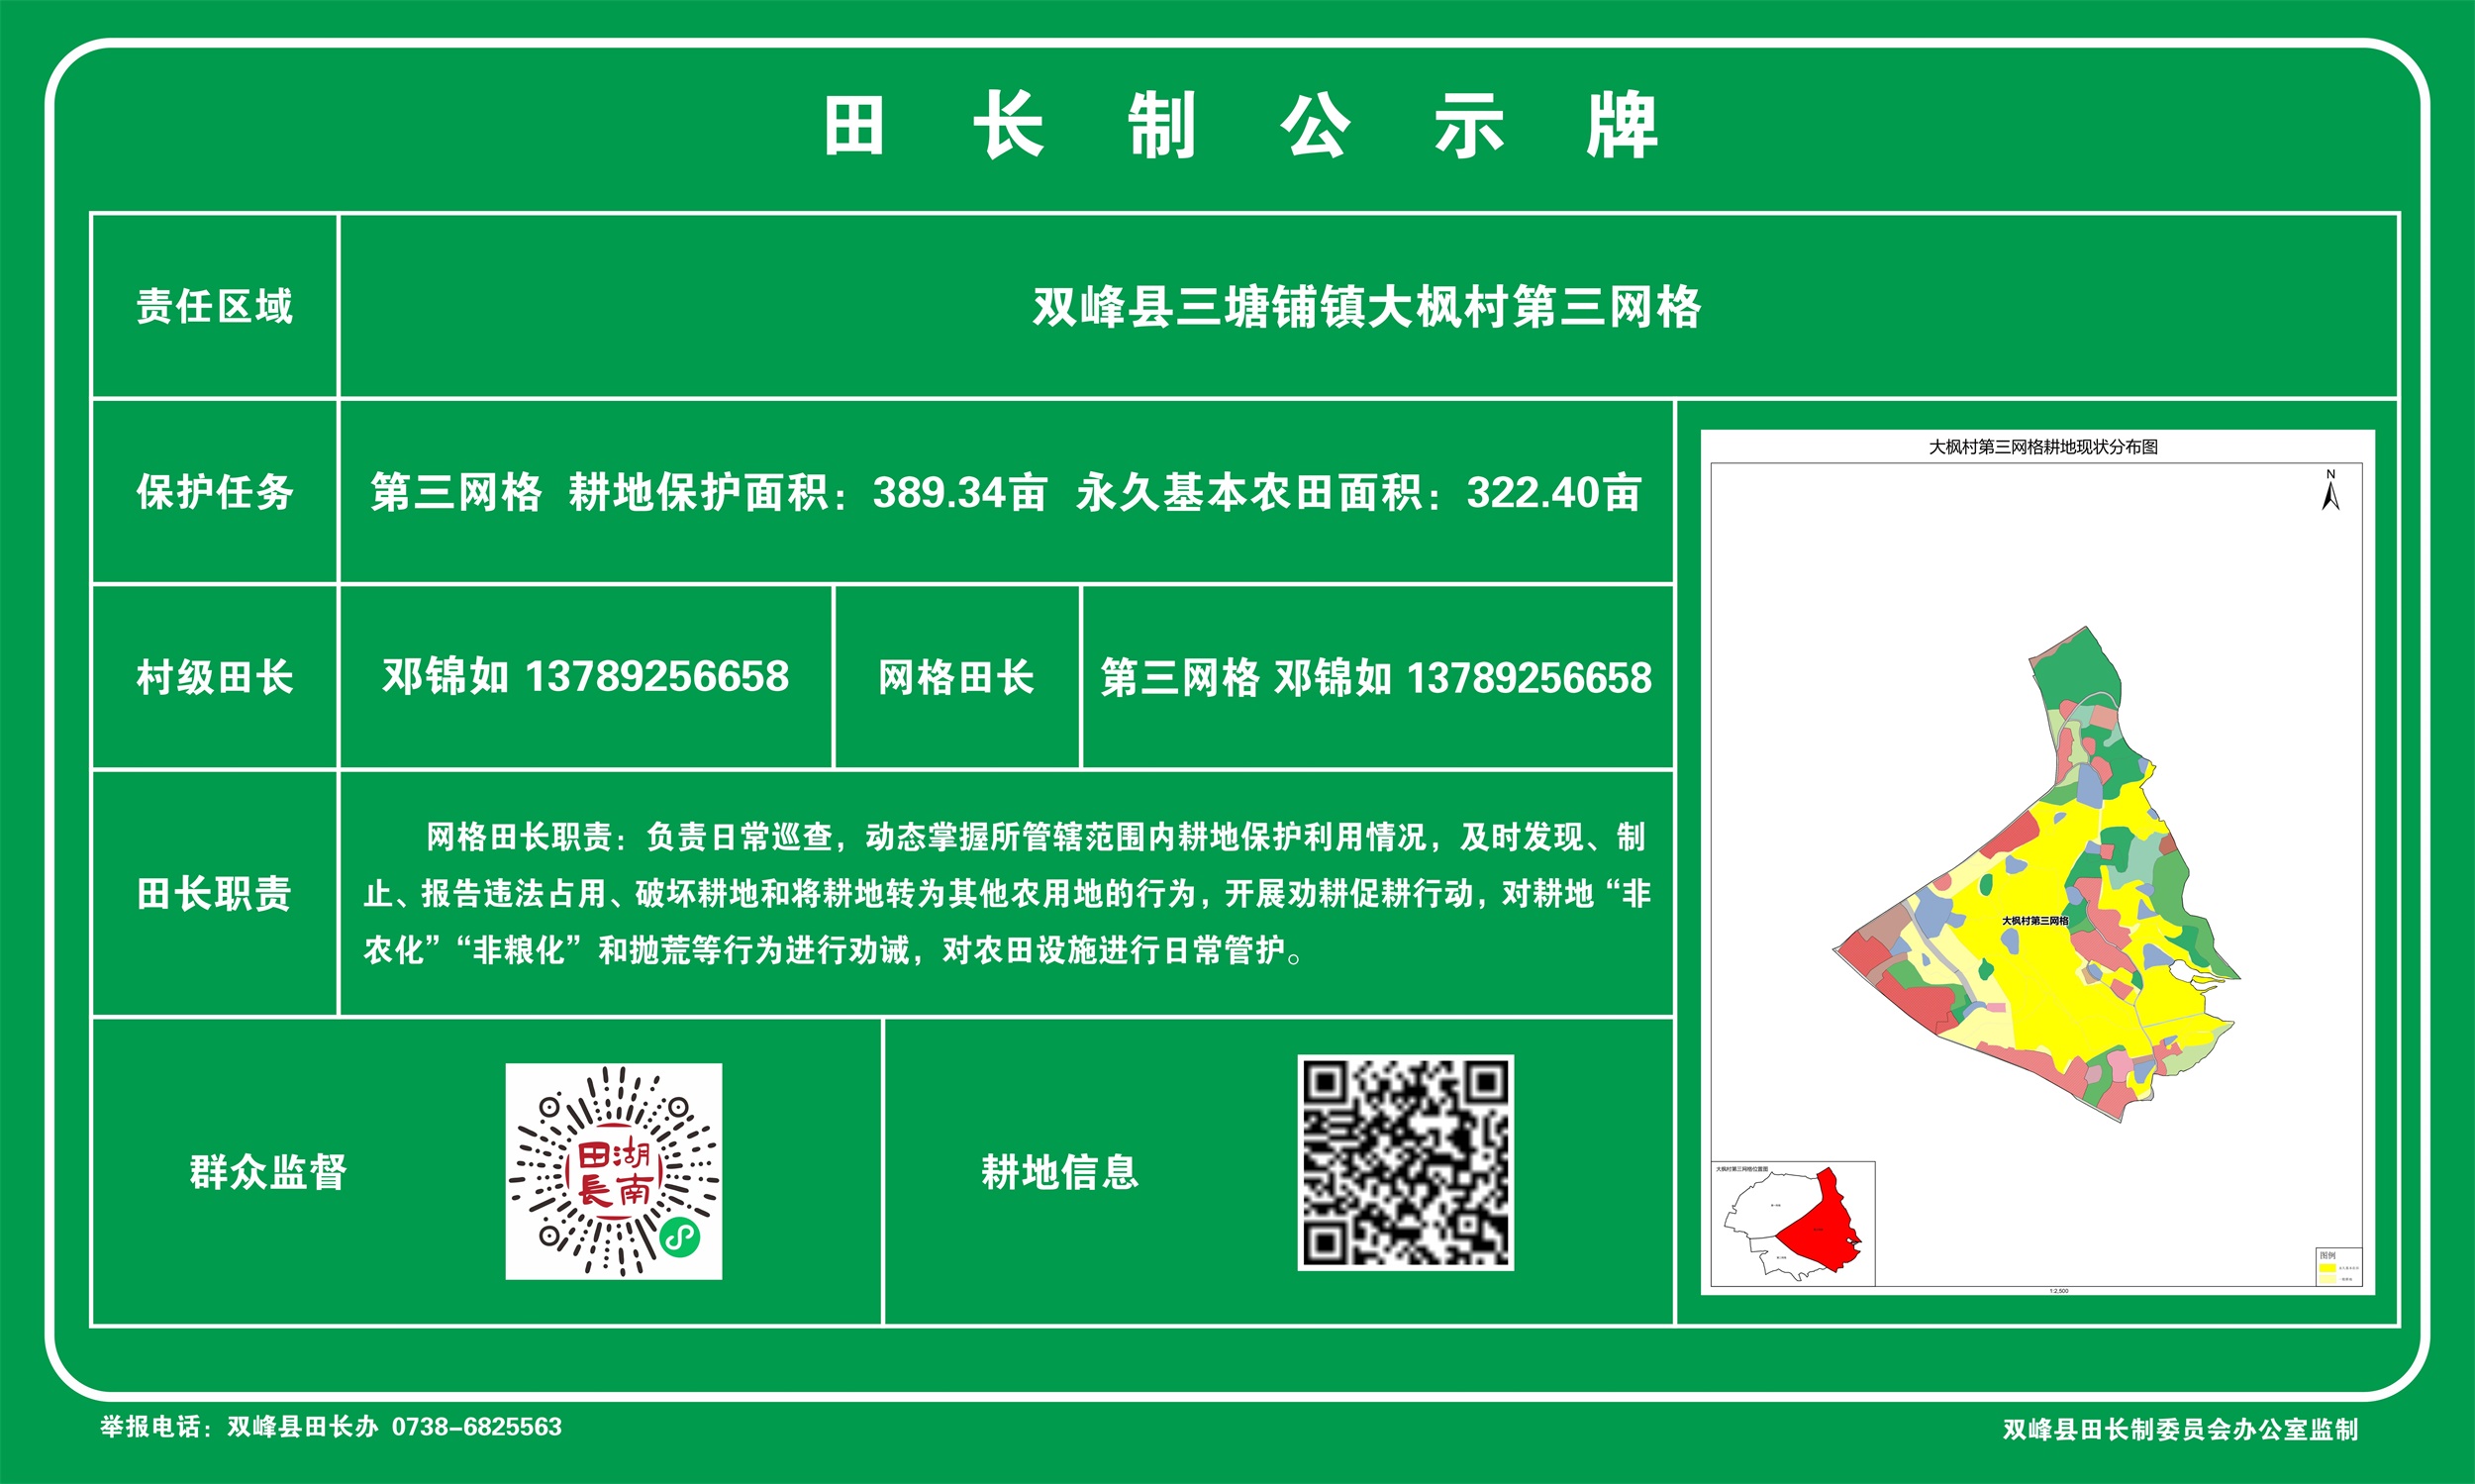 田长制公示牌
责任区域
双峰县三塘铺镇大枫村第三网格
保护任务
第三网格 耕地保护面积：389.34亩 永久基本农田面积：322.40亩
村级田长
邓锦如 13789256658
网格田长
第三网格 邓锦如 13789256658
田长职责
网格田长职责：负责日常巡查，动态掌握所管辖范围内耕地保护利用情况，及时发现、制
止、报告违法占用、破坏耕地和将耕地转为其他农用地的行为，开展劝耕促耕行动，对耕地“非
农化”“非粮化”和抛荒等行为进行劝诫，对农田设施进行日常管护。
群众监督
湖南
田長
耕地信息
大枫村第三网格耕地现状分布图
N
大枫村第三网格
大枫村第三网格位置图
图例
1:2,500
举报电话：双峰县田长办 0738-6825563
双峰县田长制委员会办公室监制